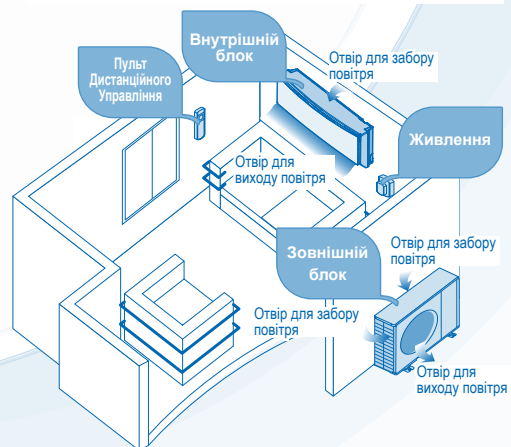 Внутрішній
блок
Отвір для забору
повітря
Пульт
Дистанційного
Управління
Живлення
Отвір для
виходу повітря
Зовнішній
блок
Отвір для забору
повітря
Отвір для забору
повітря
Отвір для
виходу повітря